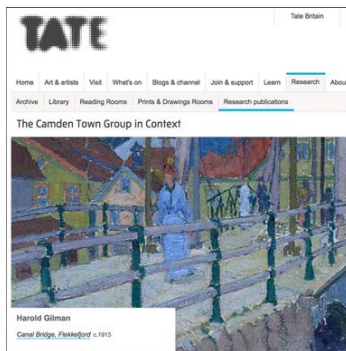 TATE
Tate Britain
Home Art & artists Visit What's on Blogs & channel Join & support Learn Research Abou
Archive Library Reading Rooms Prints & Drawings Rooms Research publications
The Camden Town Group in Context
Harold Gilman
Canal Bridge, Flekkefjord c.1913